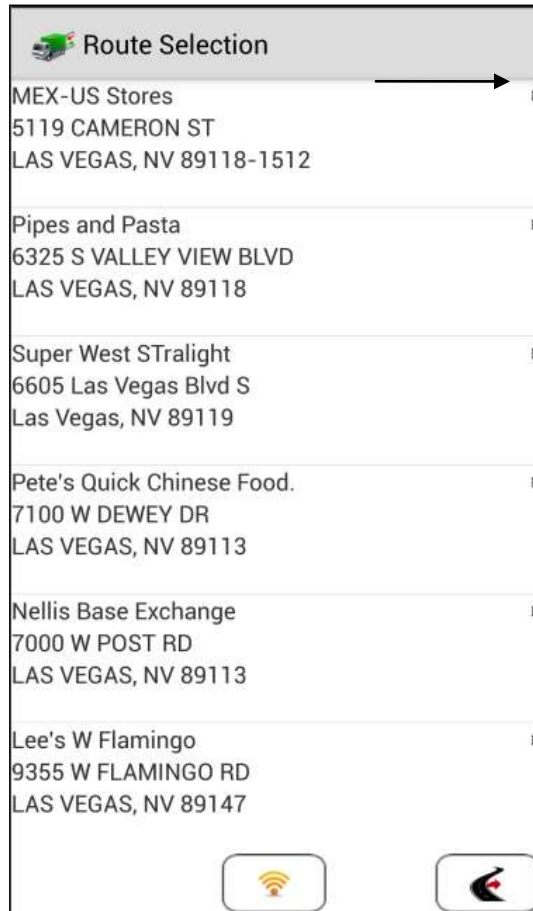 Route Selection
MEX-US Stores
5119 CAMERON ST
LAS VEGAS, NV 89118-1512
Pipes and Pasta
6325 S VALLEY VIEW BLVD
LAS VEGAS, NV 89118
Super West STralight
6605 Las Vegas Blvd S
Las Vegas, NV 89119
Pete's Quick Chinese Food.
7100 W DEWEY DR
LAS VEGAS, NV 89113
Nellis Base Exchange
7000 W POST RD
LAS VEGAS, NV 89113
Lee's W Flamingo
9355 W FLAMINGO RD
LAS VEGAS, NV 89147